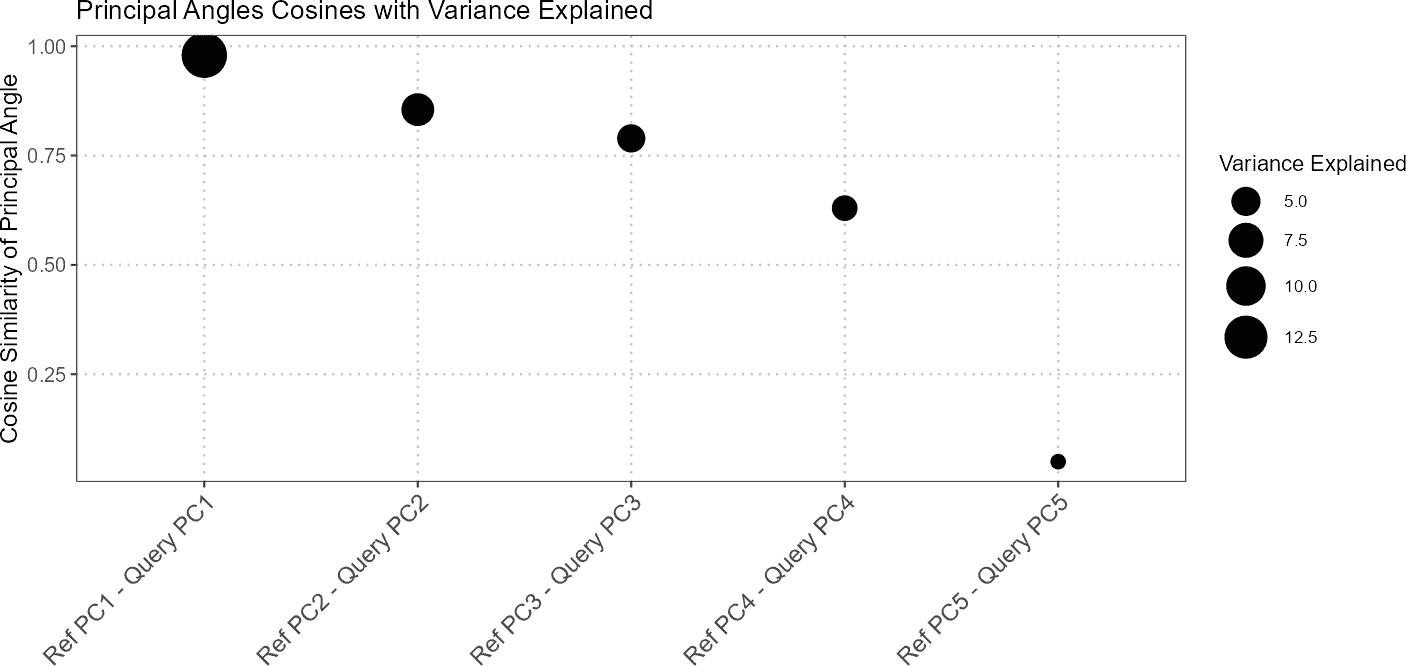 Principal Angles Cosines with Variance Explained
Cosine Similarity of Principal Angle
1.00
0.75
0.50
0.25
Ref PC1 - Query PC1
Ref PC2 - Query PC2
Ref PC3 - Query PC3
Ref PC4 - Query PC4
Ref PC5 - Query PC5
Variance Explained
5.0
7.5
10.0
12.5